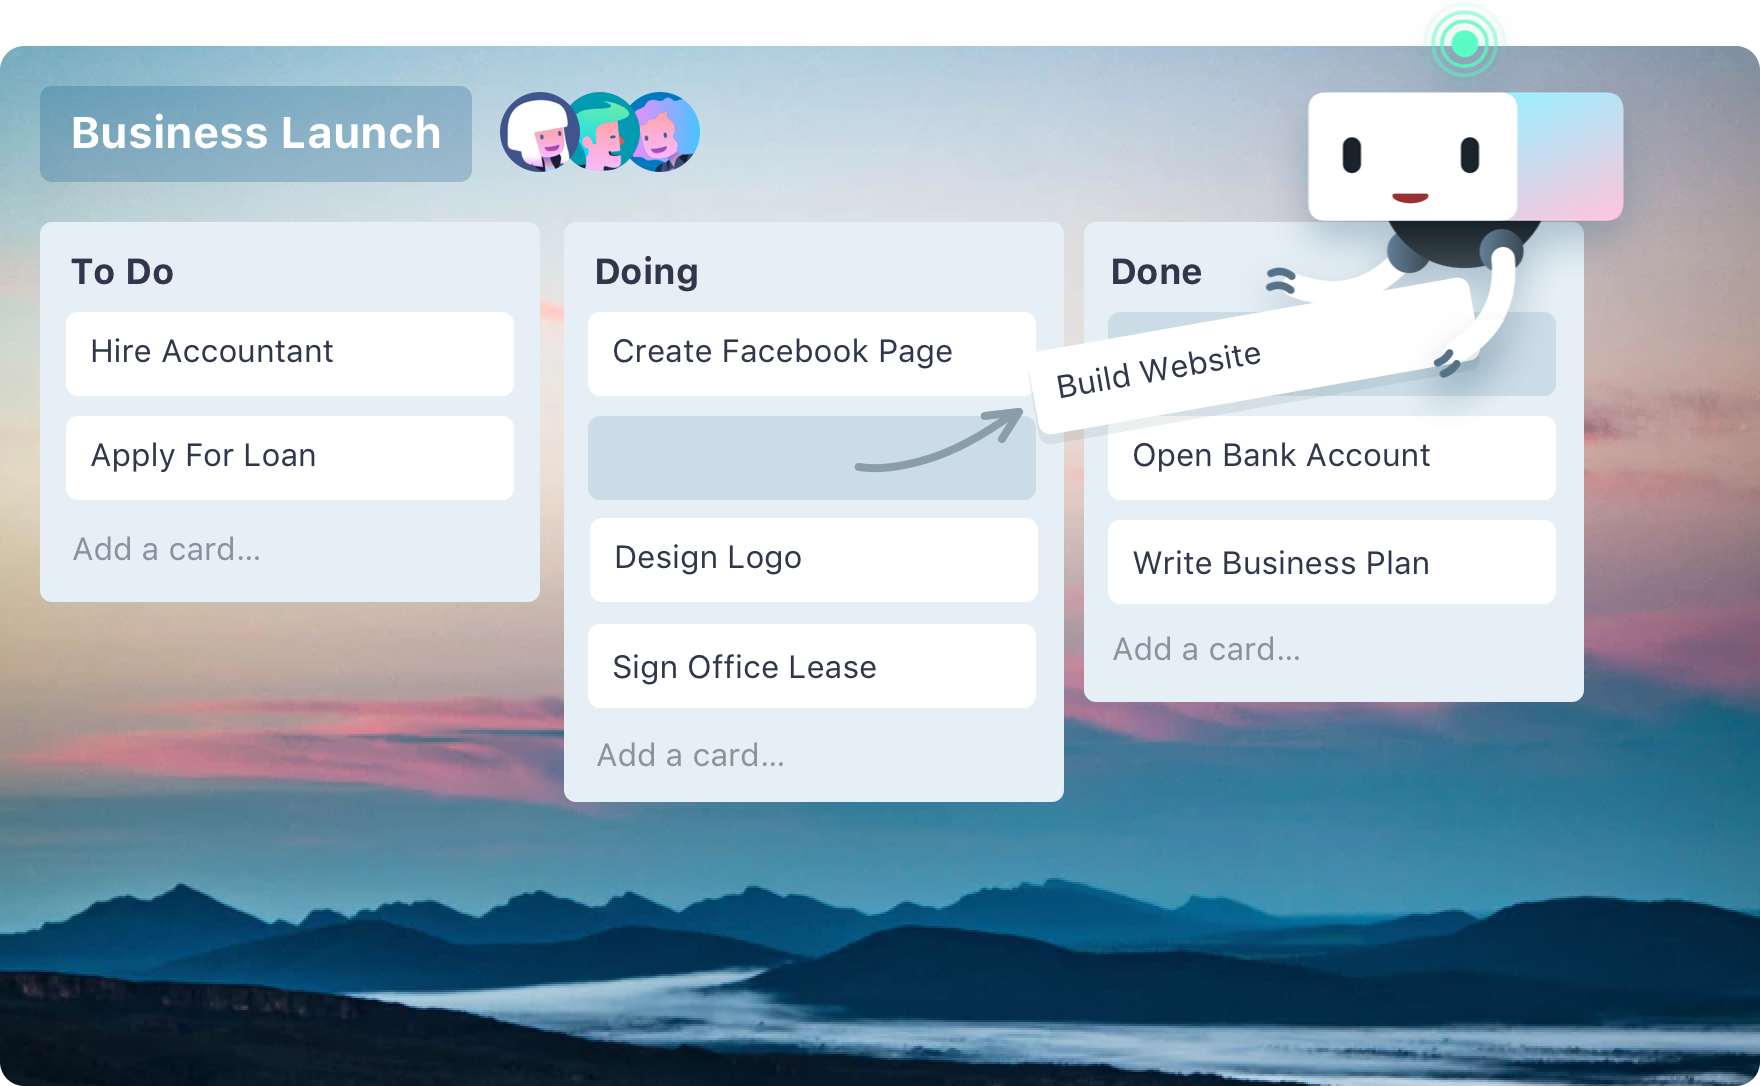 Business Launch
To Do
Hire Accountant
Apply For Loan
Add a card...
Doing
Create Facebook Page
Design Logo
Sign Office Lease
Add a card...
Done
Build Website
Open Bank Account
Write Business Plan
Add a card...